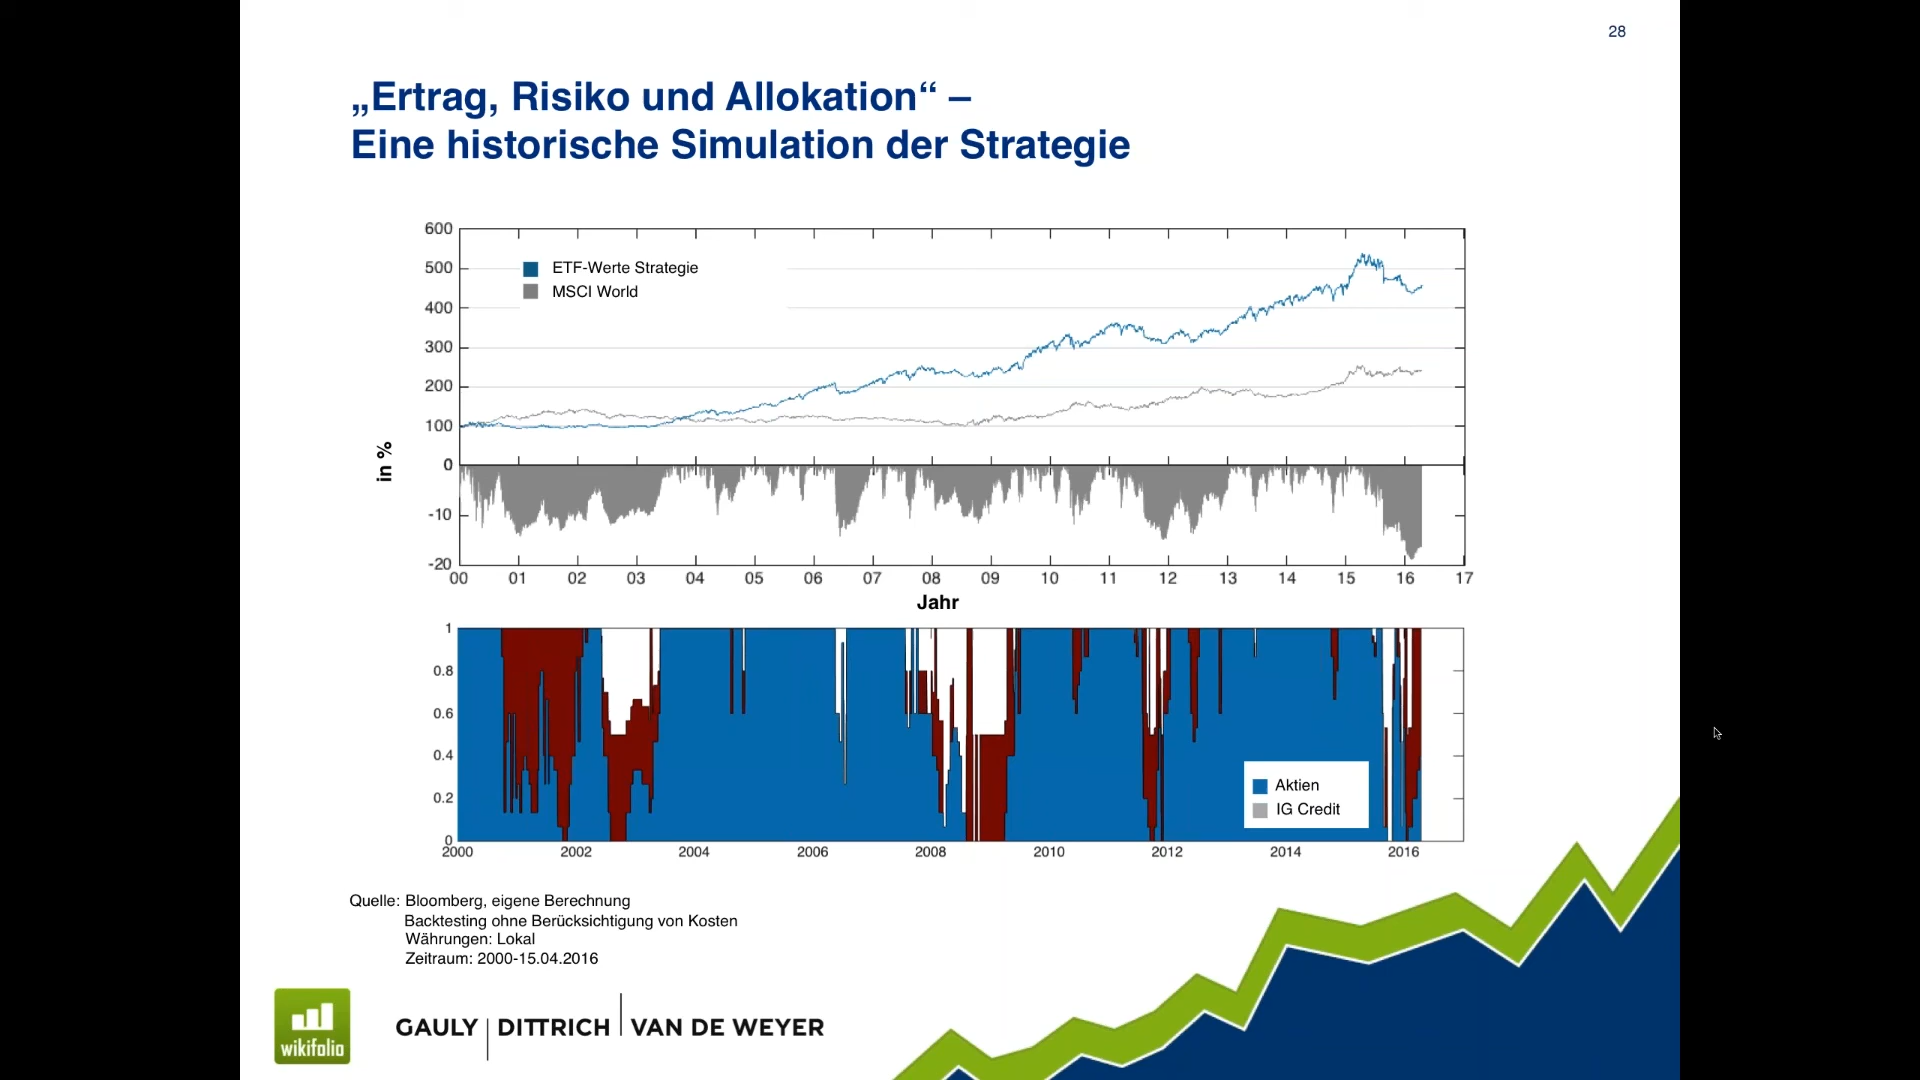 28
„Ertrag, Risiko und Allokation“ –
Eine historische Simulation der Strategie
600
500
400
300
200
100
0
-10
-20
in %
ETF-Werte Strategie
MSCI World
00 01 02 03 04 05 06 07 08 09 10 11 12 13 14 15 16 17
Jahr
1
0.8
0.6
0.4
0.2
0
Aktien
IG Credit
2000 2002 2004 2006 2008 2010 2012 2014 2016
Quelle: Bloomberg, eigene Berechnung
Backtesting ohne Berücksichtigung von Kosten
Währungen: Lokal
Zeitraum: 2000-15.04.2016
wikifolio
GAULY | DITTRICH | VAN DE WEYER